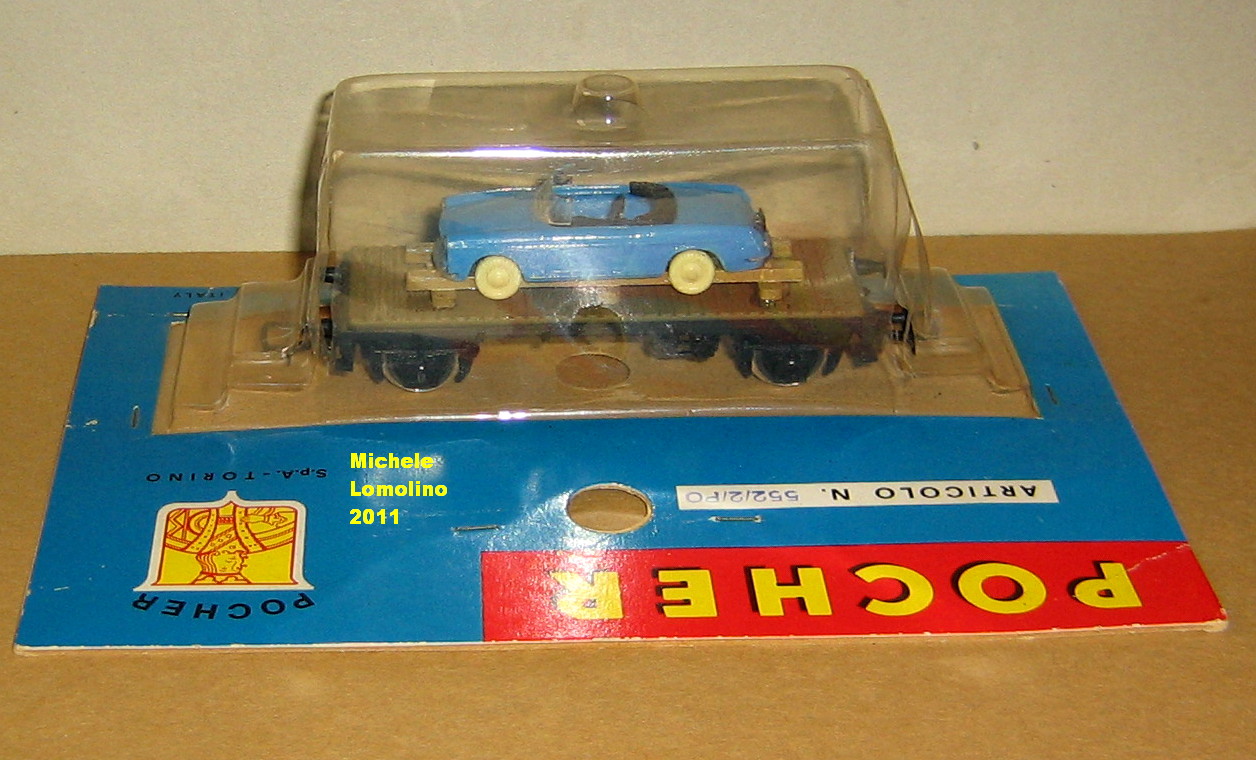 ITALY
S.p.A. - TORINO
POCHER
Michele
Lomolino
2011
ARTICOLO N. 552/2/PO
POCHER